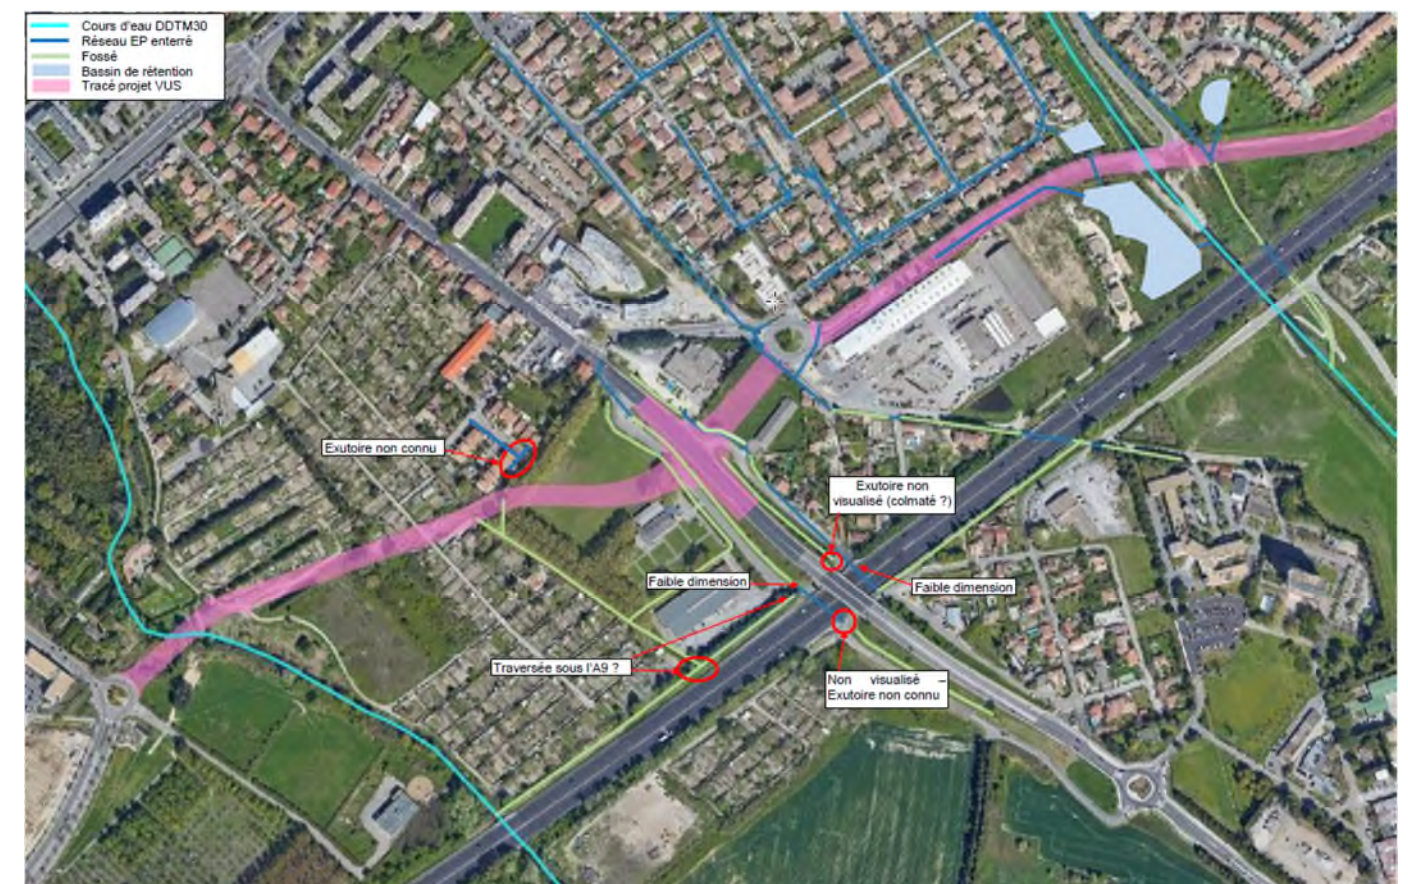 Cours d'eau DDTM30
Réseau EP enterré
Fossé
Bassin de rétention
Tracé projet VUS
Exutoire non connu
Exutoire non
visualisé (colmaté ?)
Faible dimension
Faible dimension
Traversée sous l'A9 ?
Non visualisé –
Exutoire non connu